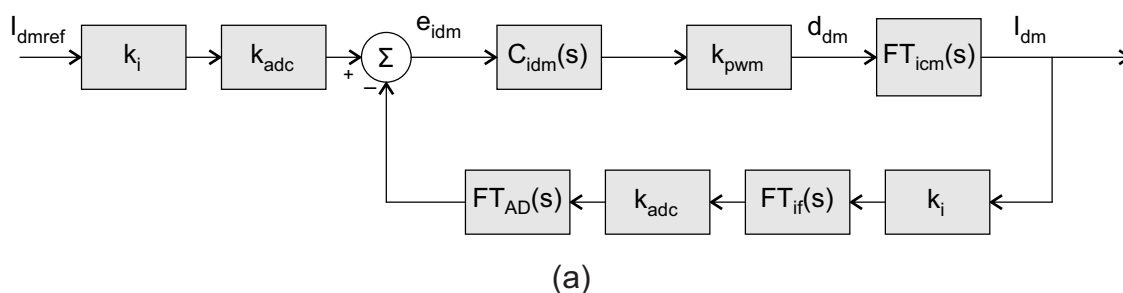 I_dmref
k_i
k_adc
+
−
Σ
e_idm
C_idm(s)
k_pwm
d_dm
FT_icm(s)
I_dm
FT_AD(s)
k_adc
FT_if(s)
k_i
(a)